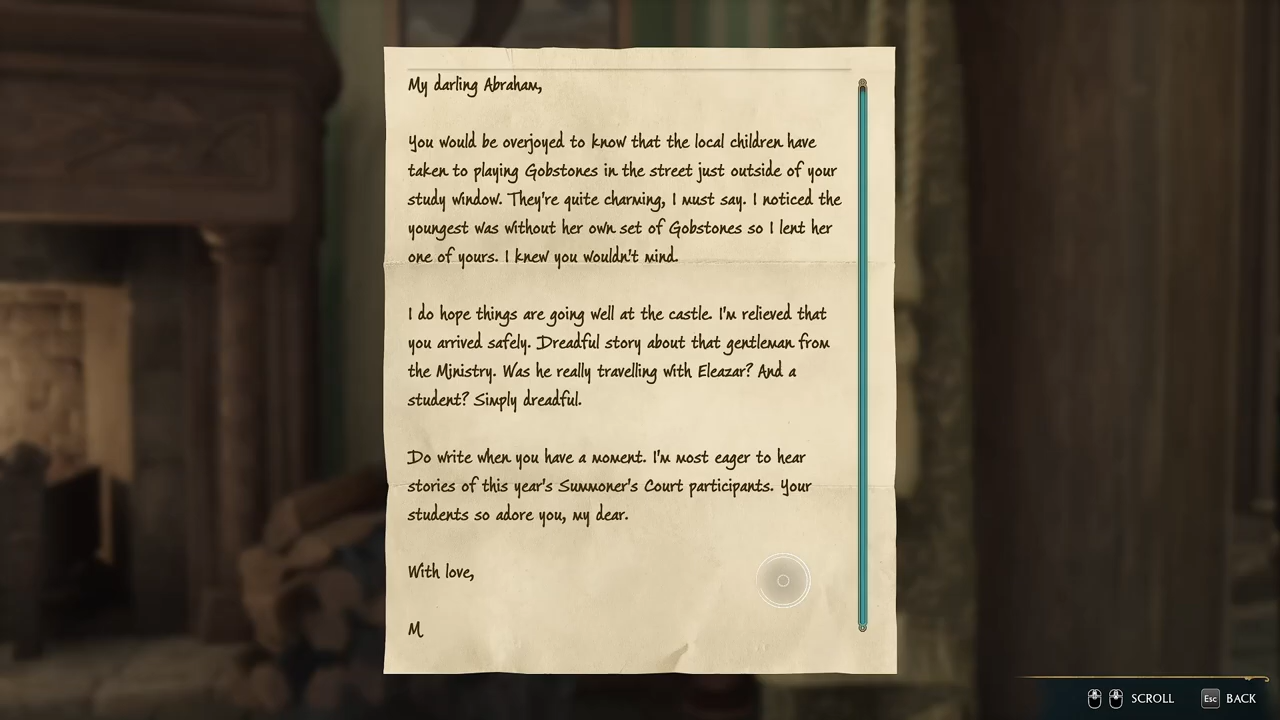 My darling Abraham,
You would be overjoyed to know that the local children have
taken to playing Gobstones in the street just outside of your
study window. They're quite charming, I must say. I noticed the
youngest was without her own set of Gobstones so I lent her
one of yours. I knew you wouldn't mind.
I do hope things are going well at the castle. I'm relieved that
you arrived safely. Dreadful story about that gentleman from
the Ministry. Was he really travelling with Eleazar? And a
student? Simply dreadful.
Do write when you have a moment. I'm most eager to hear
stories of this year's Summoner's Court participants. Your
students so adore you, my dear.
With love,
M
SCROLL
Esc BACK